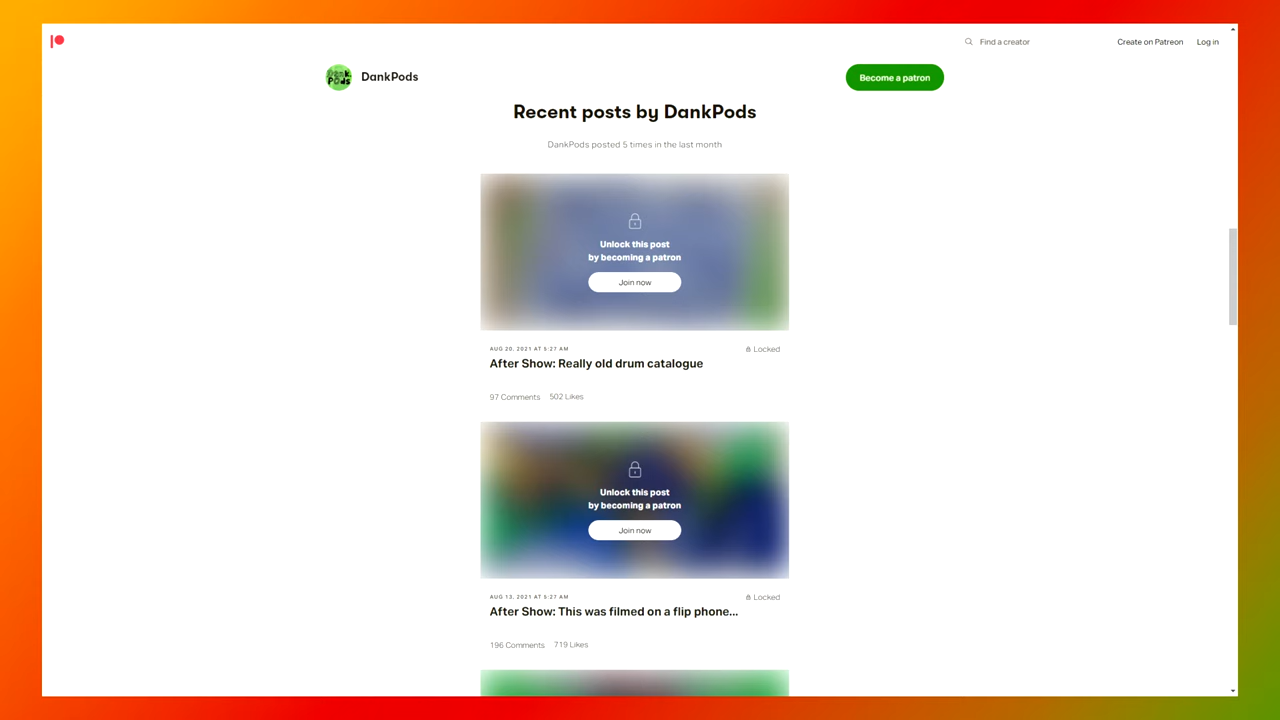 Find a creator
Create on Patreon
Log in
DanK.
POds
DankPods
Become a patron
Recent posts by DankPods
DankPods posted 5 times in the last month
Unlock this post
by becoming a patron
Join now
AUG 20, 2021 AT 5:27 AM
Locked
After Show: Really old drum catalogue
97 Comments
502 Likes
Unlock this post
by becoming a patron
Join now
AUG 13, 2021 AT 5:27 AM
Locked
After Show: This was filmed on a flip phone...
196 Comments
719 Likes